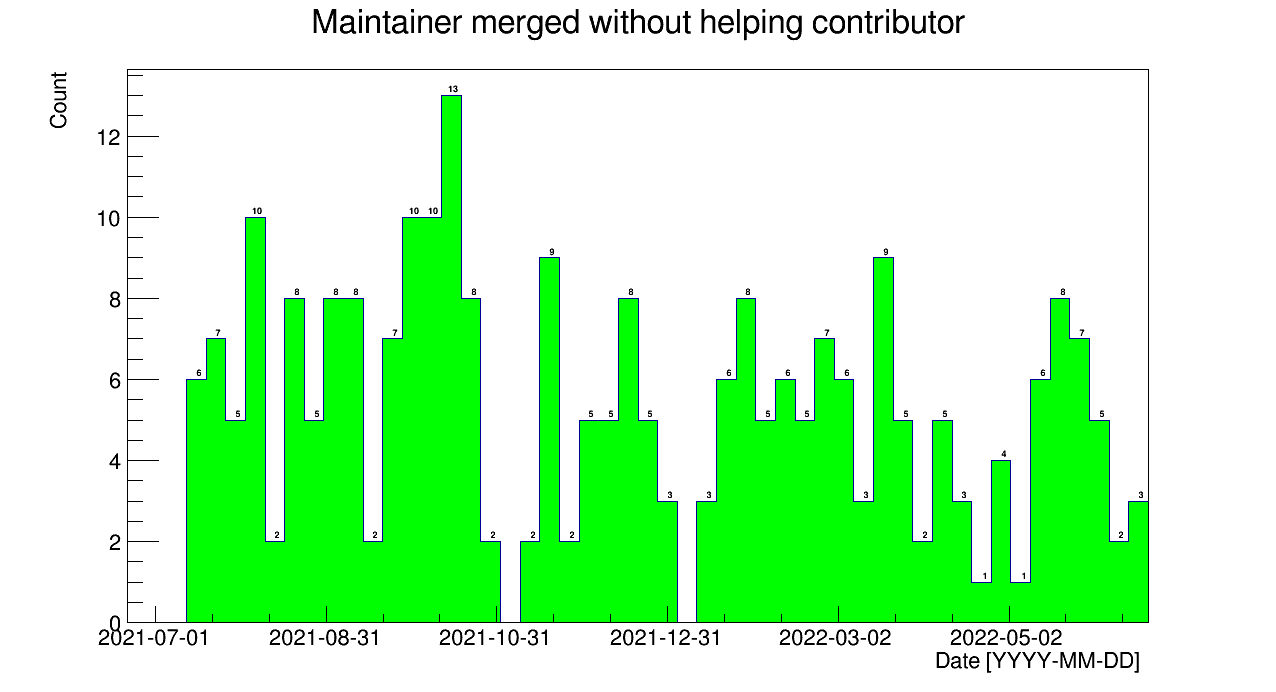 Maintainer merged without helping contributor
Count
13
12
10 10 10
10
9 9
8 8 8 8 8 8 8
8
7 7 7 7
6 6 6 6 6
6
5 5 5 5 5 5 5 5 5 5
4
4
3 3 3 3 3
2 2 2 2 2 2 2
2
1 1
0
2021-07-01 2021-08-31 2021-10-31 2021-12-31 2022-03-02 2022-05-02
Date [YYYY-MM-DD]